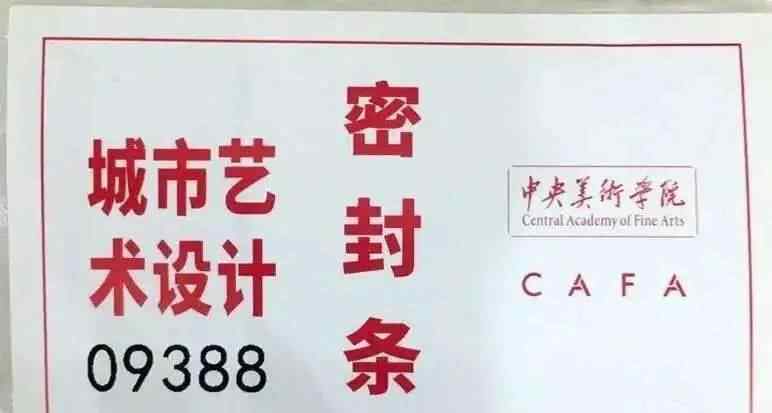 城市艺
术设计
09388
密封条
中央美術學院
Central Academy of Fine Arts
CAFA